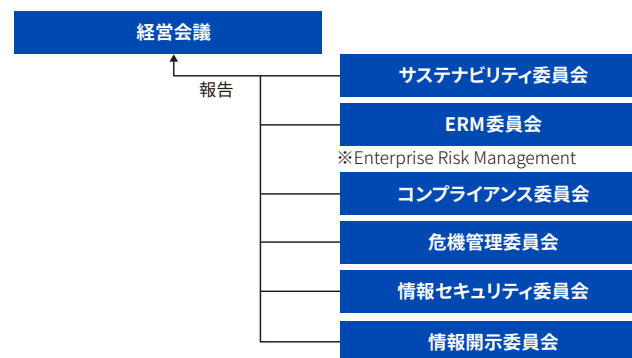 経営会議
報告
サステナビリティ委員会
ERM委員会
※Enterprise Risk Management
コンプライアンス委員会
危機管理委員会
情報セキュリティ委員会
情報開示委員会